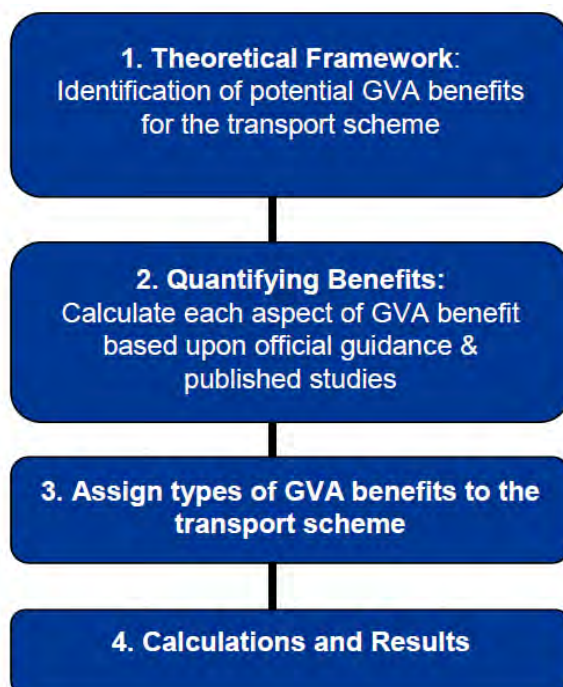 1. Theoretical Framework:
Identification of potential GVA benefits
for the transport scheme
2. Quantifying Benefits:
Calculate each aspect of GVA benefit
based upon official guidance &
published studies
3. Assign types of GVA benefits to the
transport scheme
4. Calculations and Results